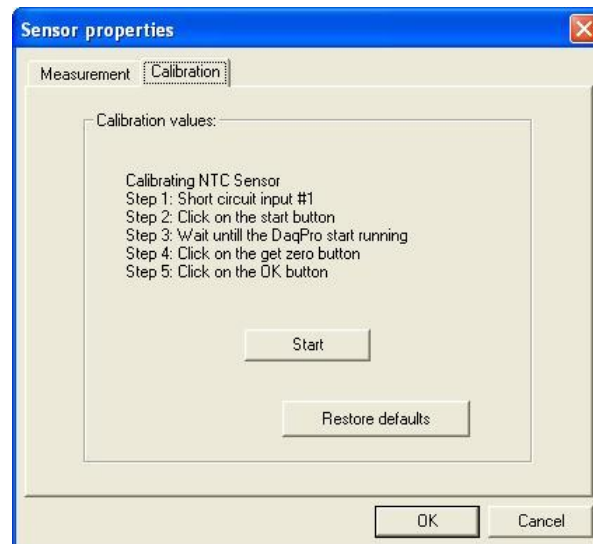 Sensor properties
Measurement Calibration
Calibration values:
Calibrating NTC Sensor
Step 1: Short circuit input #1
Step 2: Click on the start button
Step 3: Wait untill the DaqPro start running
Step 4: Click on the get zero button
Step 5: Click on the OK button
Start
Restore defaults
OK Cancel